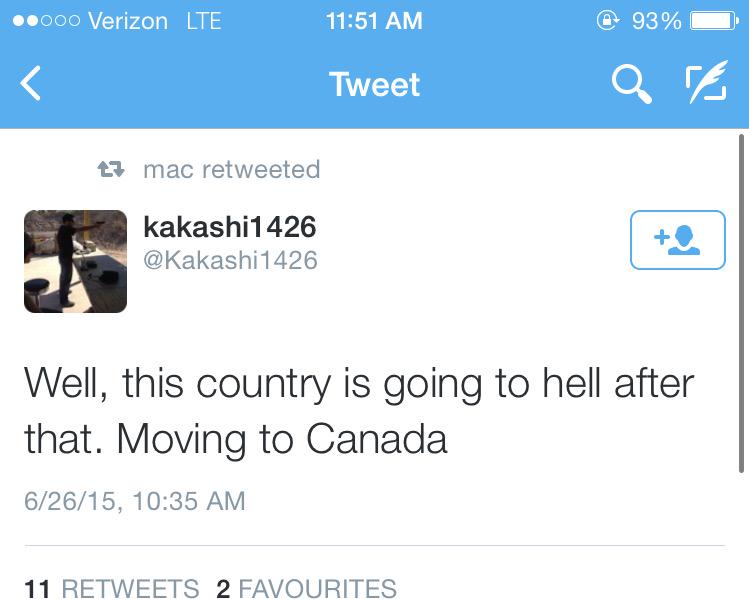 Verizon LTE 11:51 AM 93%
Tweet
mac retweeted
kakashi1426
@Kakashi1426
Well, this country is going to hell after
that. Moving to Canada
6/26/15, 10:35 AM
11 RETWEETS 2 FAVOURITES